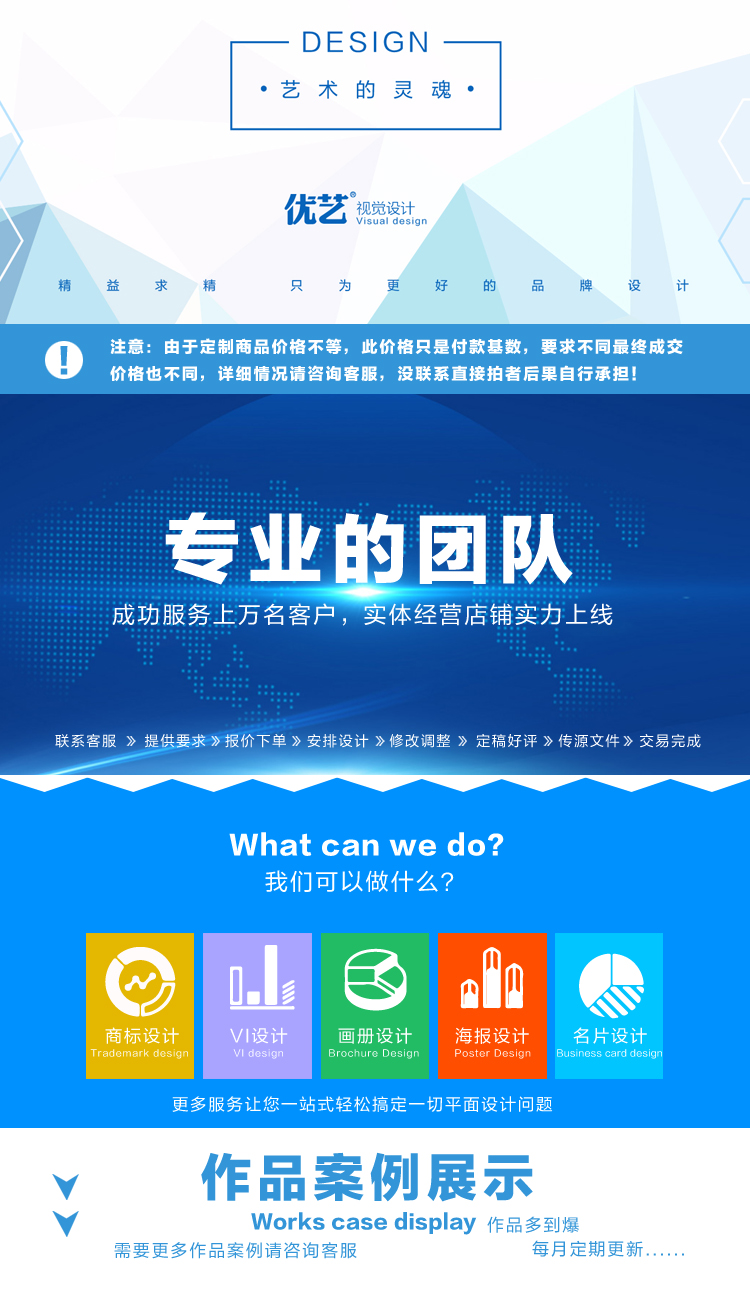 DESIGN
• 艺术的灵魂 •
优艺® 视觉设计
Visual design
精益求精 只为更好的品牌设计
注意：由于定制商品价格不等，此价格只是付款基数，要求不同最终成交
价格也不同，详细情况请咨询客服，没联系直接拍者后果自行承担！
专业的团队
成功服务上万名客户，实体经营店铺实力上线
联系客服 » 提供要求 » 报价下单 » 安排设计 » 修改调整 » 定稿好评 » 传源文件 » 交易完成
What can we do?
我们可以做什么？
商标设计 VI设计 画册设计 海报设计 名片设计
Trademark design VI design Brochure Design Poster Design Business card design
更多服务让您一站式轻松搞定一切平面设计问题
作品案例展示
Works case display 作品多到爆
需要更多作品案例请咨询客服 每月定期更新......